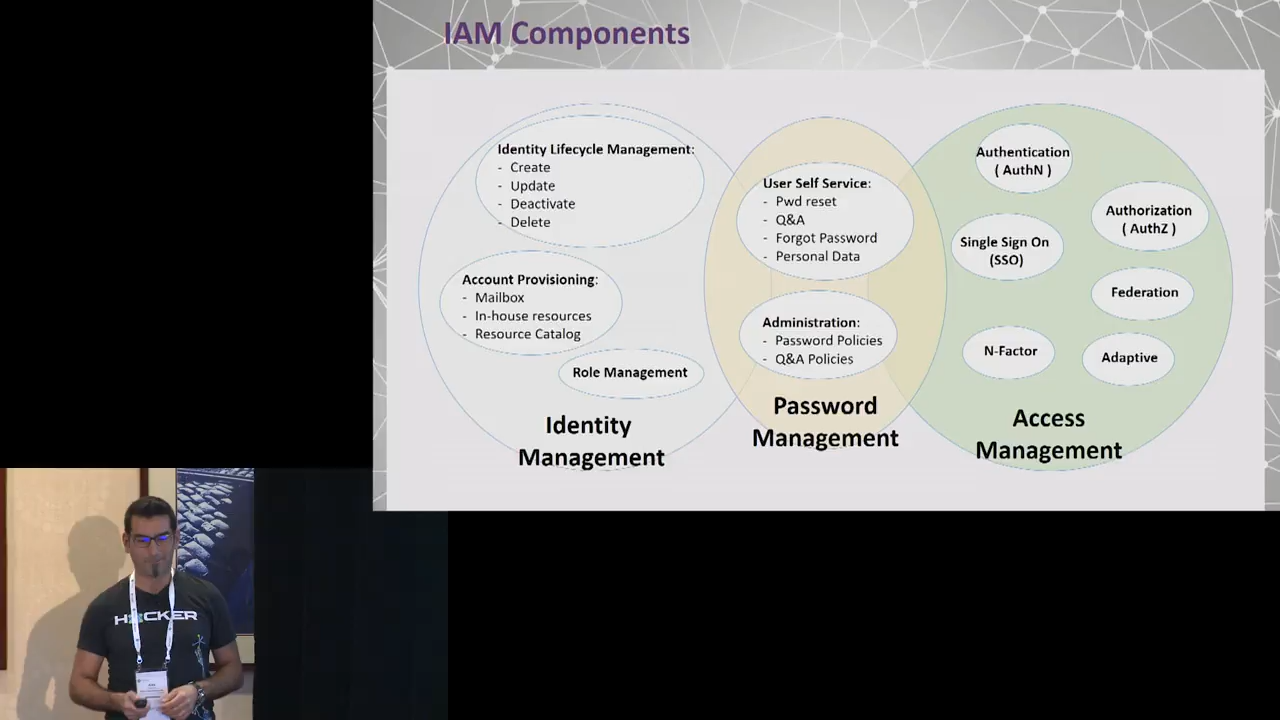 IAM Components
Identity Lifecycle Management:
- Create
- Update
- Deactivate
- Delete
Account Provisioning:
- Mailbox
- In-house resources
- Resource Catalog
Role Management
Identity
Management
User Self Service:
- Pwd reset
- Q&A
- Forgot Password
- Personal Data
Administration:
- Password Policies
- Q&A Policies
Password
Management
Authentication
( AuthN )
Authorization
( AuthZ )
Single Sign On
(SSO)
Federation
N-Factor
Adaptive
Access
Management
H8CKER